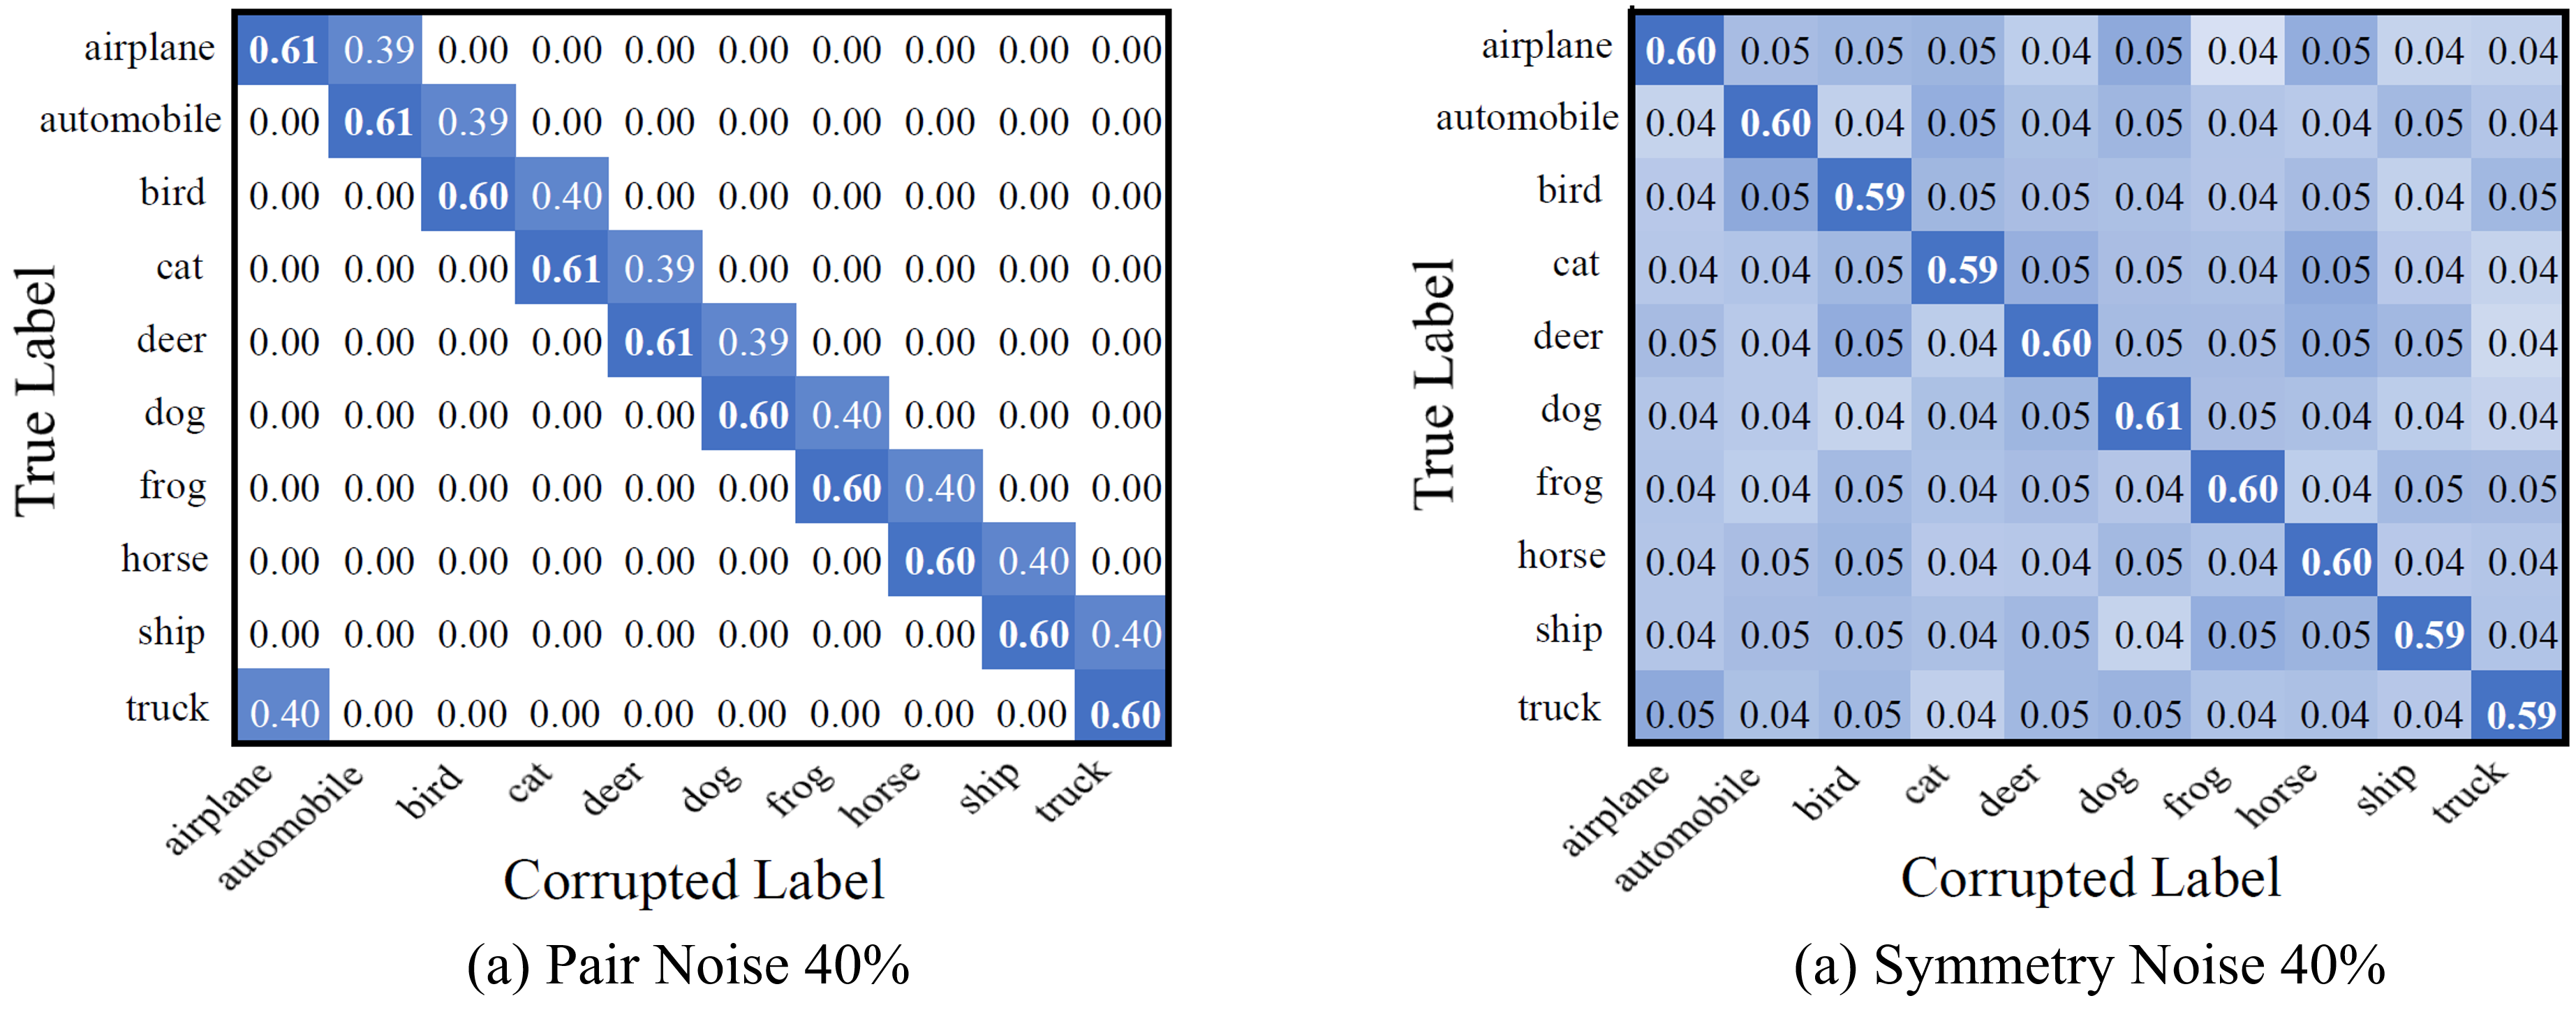 airplane 0.61 0.39 0.00 0.00 0.00 0.00 0.00 0.00 0.00 0.00
automobile 0.00 0.61 0.39 0.00 0.00 0.00 0.00 0.00 0.00 0.00
bird 0.00 0.00 0.60 0.40 0.00 0.00 0.00 0.00 0.00 0.00
cat 0.00 0.00 0.00 0.61 0.39 0.00 0.00 0.00 0.00 0.00
deer 0.00 0.00 0.00 0.00 0.61 0.39 0.00 0.00 0.00 0.00
dog 0.00 0.00 0.00 0.00 0.00 0.60 0.40 0.00 0.00 0.00
frog 0.00 0.00 0.00 0.00 0.00 0.00 0.60 0.40 0.00 0.00
horse 0.00 0.00 0.00 0.00 0.00 0.00 0.00 0.60 0.40 0.00
ship 0.00 0.00 0.00 0.00 0.00 0.00 0.00 0.00 0.60 0.40
truck 0.40 0.00 0.00 0.00 0.00 0.00 0.00 0.00 0.00 0.60
True Label
airplane automobile bird cat deer dog frog horse ship truck
Corrupted Label
(a) Pair Noise 40%
airplane 0.60 0.05 0.05 0.05 0.04 0.05 0.04 0.05 0.04 0.04
automobile 0.04 0.60 0.04 0.05 0.04 0.05 0.04 0.04 0.05 0.04
bird 0.04 0.05 0.59 0.05 0.05 0.04 0.04 0.05 0.04 0.05
cat 0.04 0.04 0.05 0.59 0.05 0.05 0.04 0.05 0.04 0.04
deer 0.05 0.04 0.05 0.04 0.60 0.05 0.05 0.05 0.05 0.04
dog 0.04 0.04 0.04 0.04 0.05 0.61 0.05 0.04 0.04 0.04
frog 0.04 0.04 0.05 0.04 0.05 0.04 0.60 0.04 0.05 0.05
horse 0.04 0.05 0.05 0.04 0.04 0.05 0.04 0.60 0.04 0.04
ship 0.04 0.05 0.05 0.04 0.05 0.04 0.05 0.05 0.59 0.04
truck 0.05 0.04 0.05 0.04 0.05 0.05 0.04 0.04 0.04 0.59
True Label
airplane automobile bird cat deer dog frog horse ship truck
Corrupted Label
(a) Symmetry Noise 40%